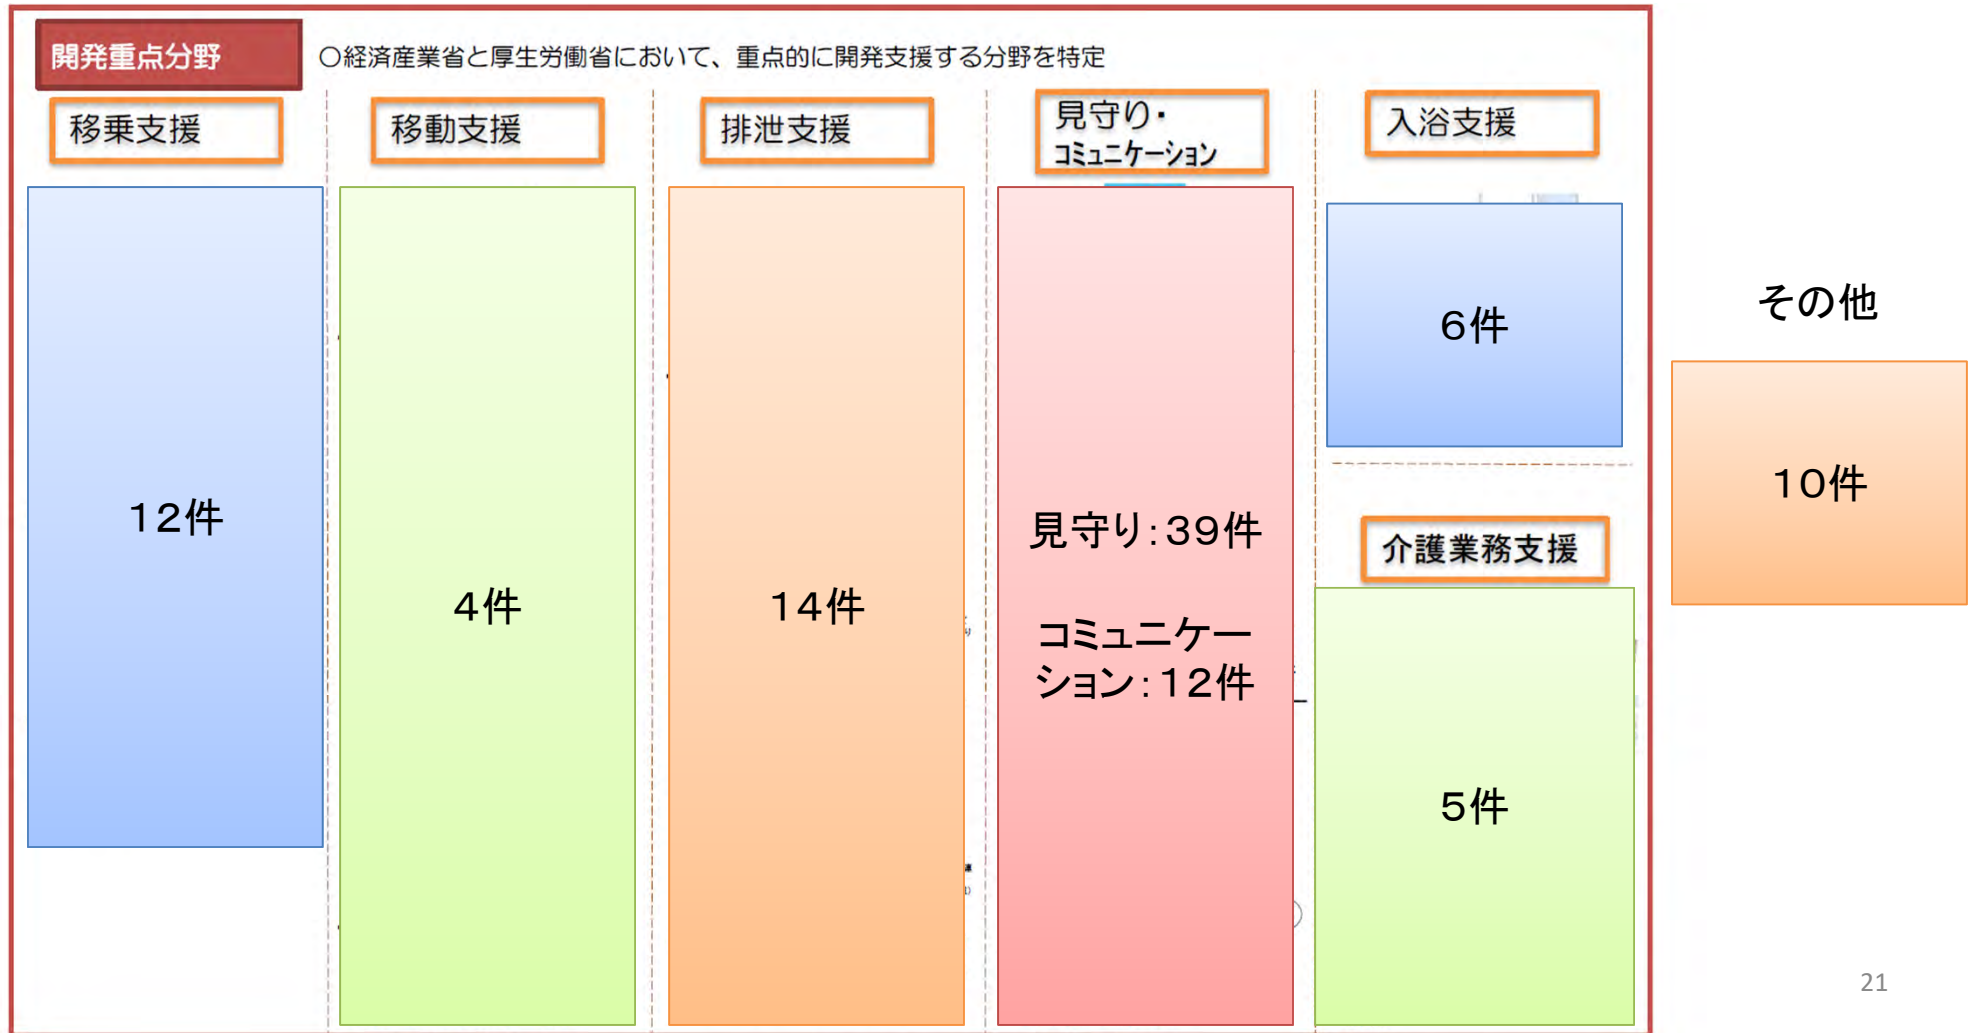 開発重点分野
○経済産業省と厚生労働省において、重点的に開発支援する分野を特定
移乗支援
移動支援
排泄支援
見守り・
コミュニケーション
入浴支援
12件
4件
14件
見守り:39件
コミュニケー
ション:12件
6件
介護業務支援
5件
その他
10件
21